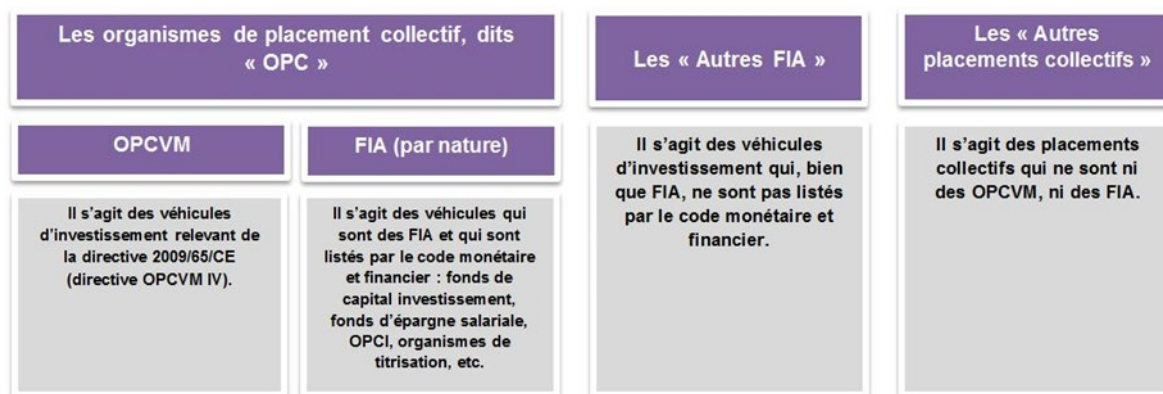 Les organismes de placement collectif, dits
« OPC »
OPCVM
Il s’agit des véhicules
d’investissement relevant de
la directive 2009/65/CE
(directive OPCVM IV).
FIA (par nature)
Il s’agit des véhicules qui
sont des FIA et qui sont
listés par le code monétaire
et financier : fonds de
capital investissement,
fonds d’épargne salariale,
OPCI, organismes de
titrisation, etc.
Les « Autres FIA »
Il s’agit des véhicules
d’investissement qui, bien
que FIA, ne sont pas listés
par le code monétaire et
financier.
Les « Autres
placements collectifs »
Il s’agit des placements
collectifs qui ne sont ni
des OPCVM, ni des FIA.